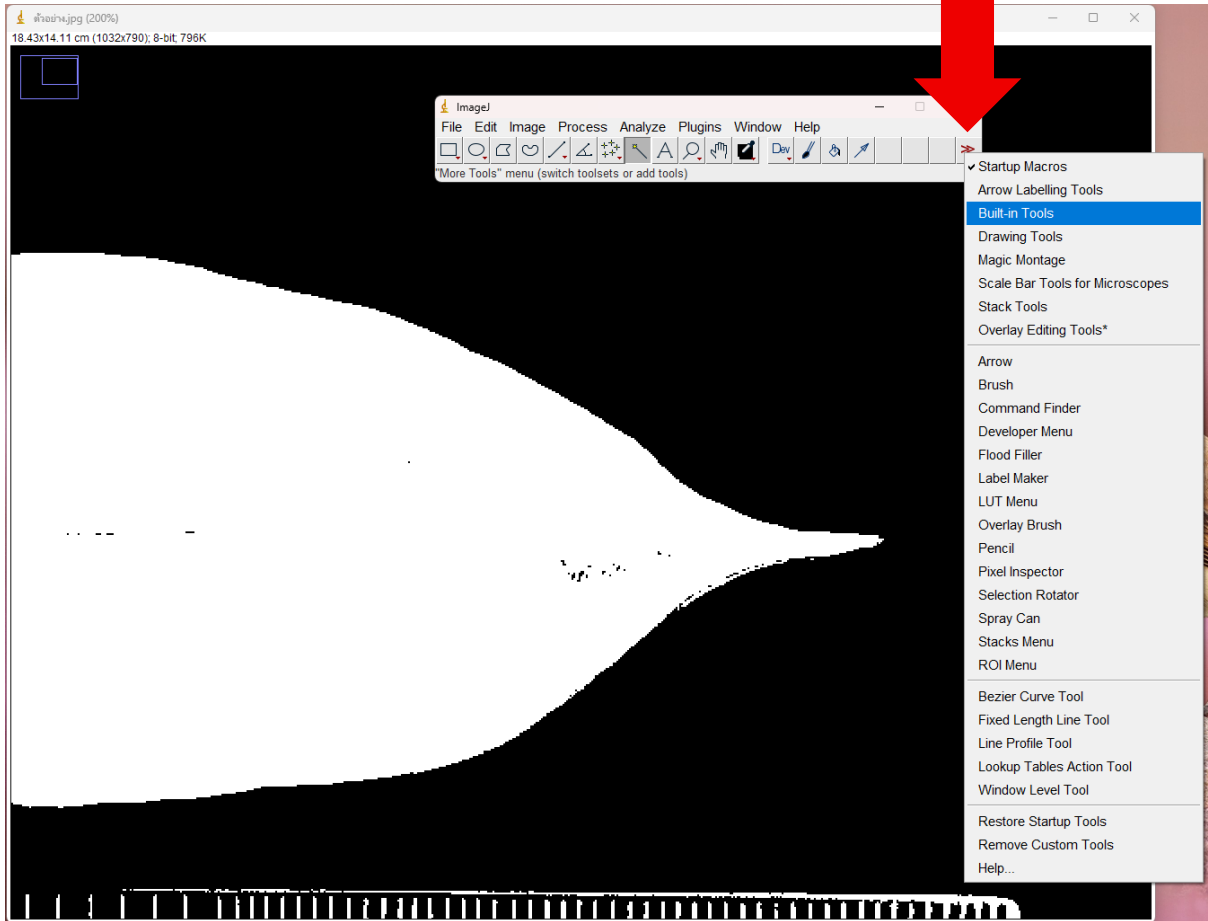 ตัวอย่าง.jpg (200%)
18.43x14.11 cm (1032x790); 8-bit; 796K
ImageJ
File Edit Image Process Analyze Plugins Window Help
Dev
"More Tools" menu (switch toolsets or add tools)
Startup Macros
Arrow Labelling Tools
Built-in Tools
Drawing Tools
Magic Montage
Scale Bar Tools for Microscopes
Stack Tools
Overlay Editing Tools*
Arrow
Brush
Command Finder
Developer Menu
Flood Filler
Label Maker
LUT Menu
Overlay Brush
Pencil
Pixel Inspector
Selection Rotator
Spray Can
Stacks Menu
ROI Menu
Bezier Curve Tool
Fixed Length Line Tool
Line Profile Tool
Lookup Tables Action Tool
Window Level Tool
Restore Startup Tools
Remove Custom Tools
Help...